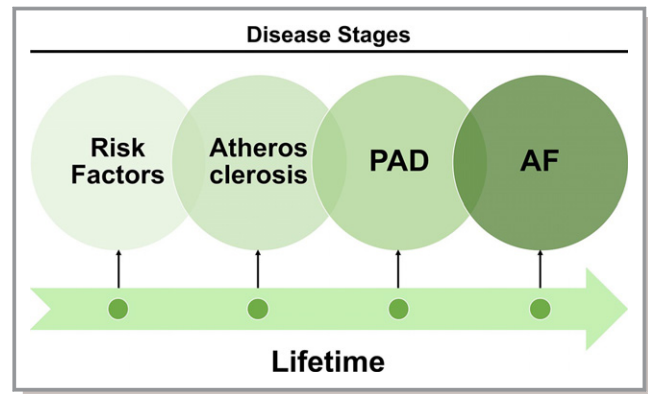 Disease Stages
Risk
Factors
Atheros
clerosis
PAD
AF
Lifetime